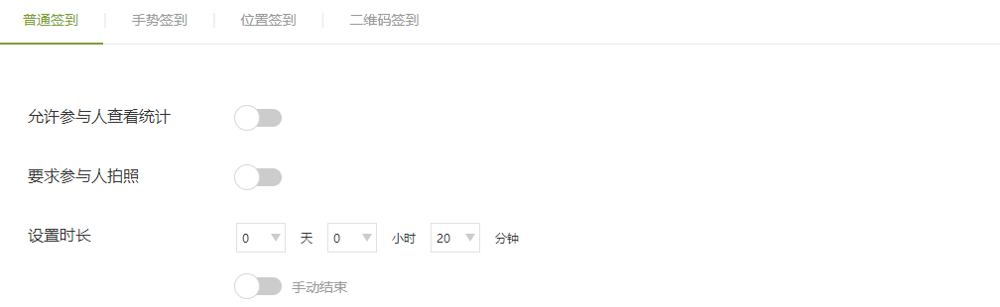 普通签到 | 手势签到 | 位置签到 | 二维码签到
允许参与人查看统计
要求参与人拍照
设置时长 0 天 0 小时 20 分钟
手动结束